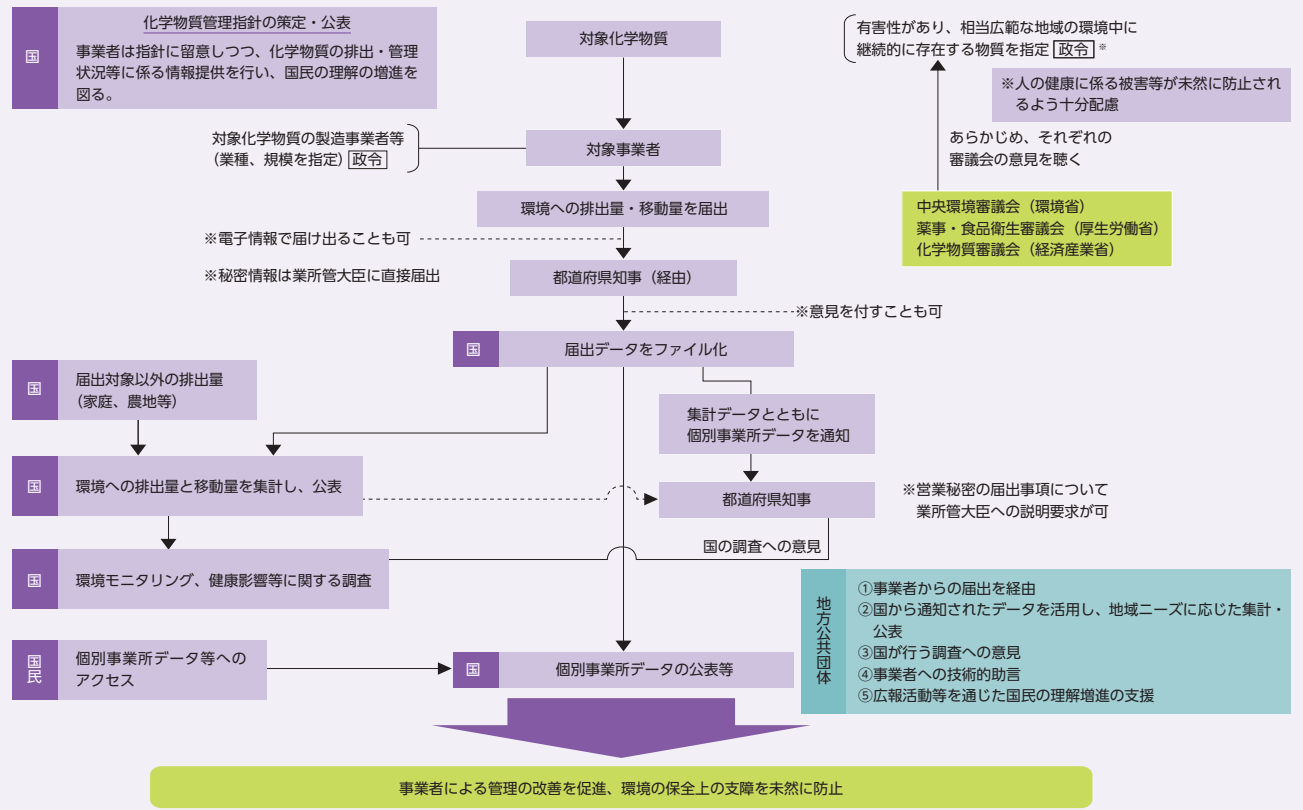 国
化学物質管理指針の策定・公表
事業者は指針に留意しつつ、化学物質の排出・管理
状況等に係る情報提供を行い、国民の理解の増進を
図る。
対象化学物質
有害性があり、相当広範な地域の環境中に
継続的に存在する物質を指定 政令 ※
※人の健康に係る被害等が未然に防止され
るよう十分配慮
あらかじめ、それぞれの
審議会の意見を聴く
中央環境審議会（環境省）
薬事・食品衛生審議会（厚生労働省）
化学物質審議会（経済産業省）
対象化学物質の製造事業者等
（業種、規模を指定）政令
対象事業者
環境への排出量・移動量を届出
※電子情報で届け出ることも可
※秘密情報は業所管大臣に直接届出
都道府県知事（経由）
※意見を付すことも可
国
届出データをファイル化
国
届出対象以外の排出量
（家庭、農地等）
集計データとともに
個別事業所データを通知
国
環境への排出量と移動量を集計し、公表
都道府県知事
※営業秘密の届出事項について
業所管大臣への説明要求が可
国の調査への意見
国
環境モニタリング、健康影響等に関する調査
国民
個別事業所データ等への
アクセス
国
個別事業所データの公表等
地方公共団体
①事業者からの届出を経由
②国から通知されたデータを活用し、地域ニーズに応じた集計・
公表
③国が行う調査への意見
④事業者への技術的助言
⑤広報活動等を通じた国民の理解増進の支援
事業者による管理の改善を促進、環境の保全上の支障を未然に防止